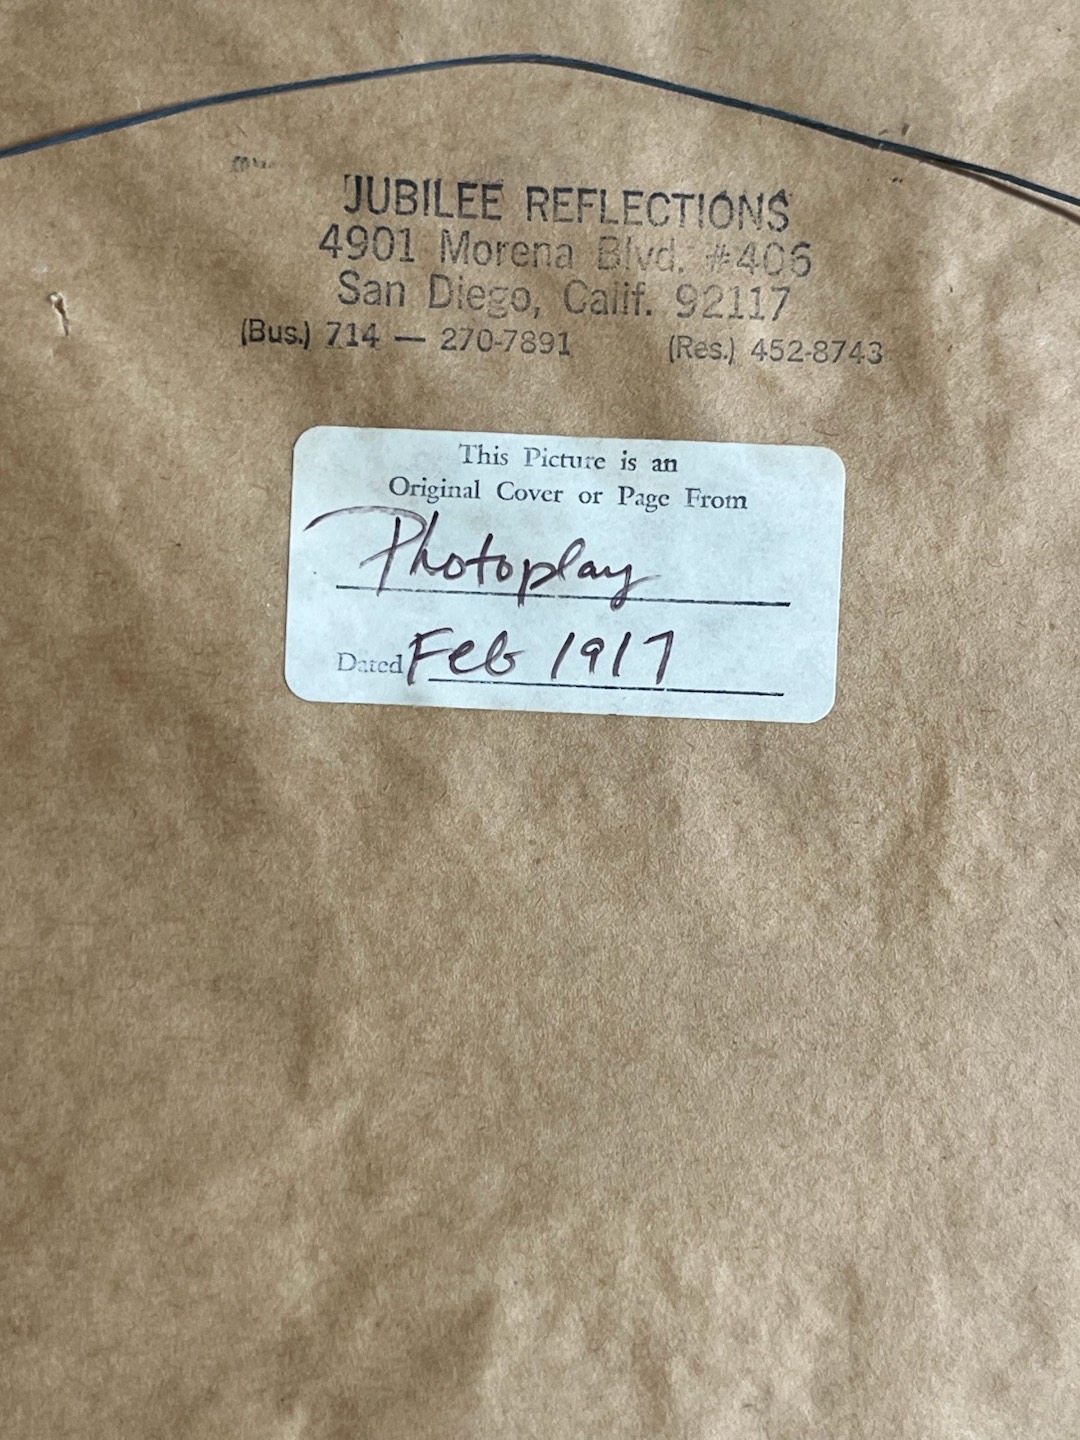 JUBILEE REFLECTIONS
4901 Morena Blvd. #406
San Diego, Calif. 92117
(Bus.) 714 — 270-7891 (Res.) 452-8743
This Picture is an
Original Cover or Page From
Photoplay
Dated Feb 1917